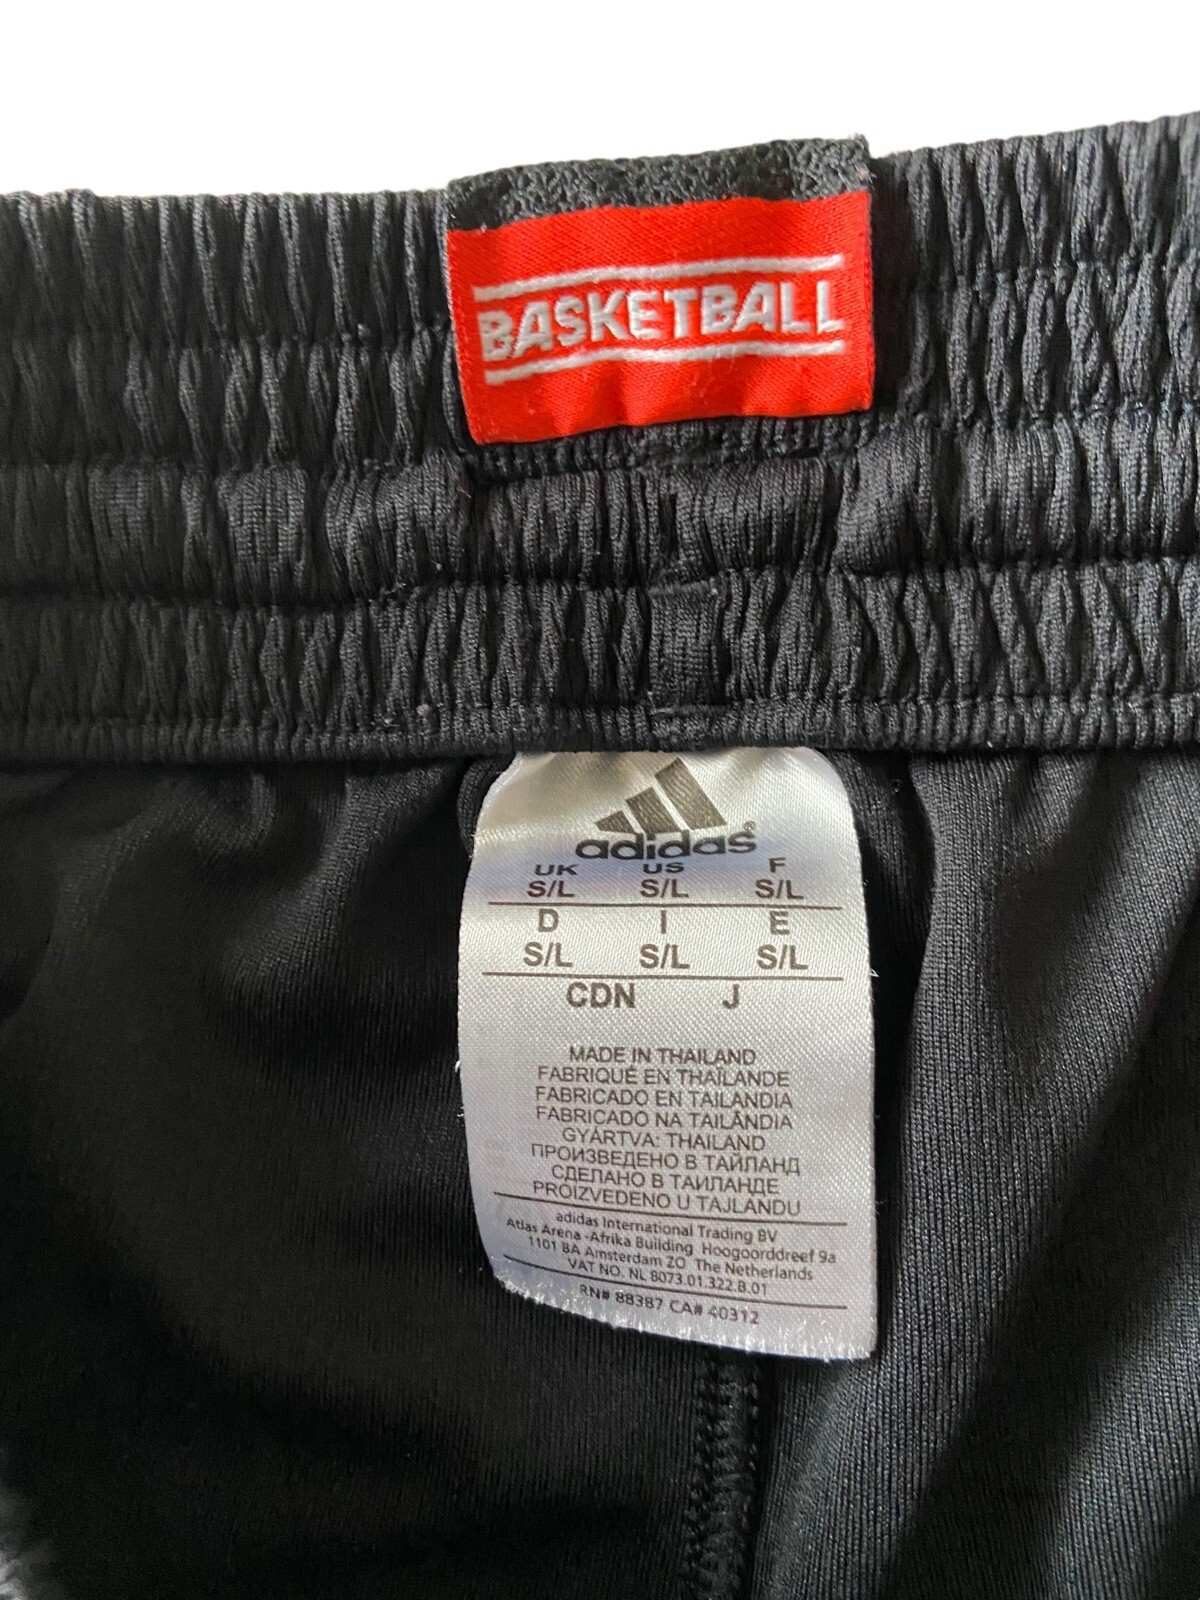 BASKETBALL
adidas®
UK US F
S/L S/L S/L
D I E
S/L S/L S/L
CDN J
MADE IN THAILAND
FABRIQUÉ EN THAÏLANDE
FABRICADO EN TAILANDIA
FABRICADO NA TAILÂNDIA
GYÁRTVA: THAILAND
ПРОИЗВЕДЕНО В ТАЙЛАНД
СДЕЛАНО В ТАИЛАНДЕ
PROIZVEDENO U TAJLANDU
adidas International Trading BV
Atlas Arena -Afrika Building Hoogoorddreef 9a
1101 BA Amsterdam ZO The Netherlands
VAT NO. NL 8073.01.322.B.01
RN# 88387 CA# 40312